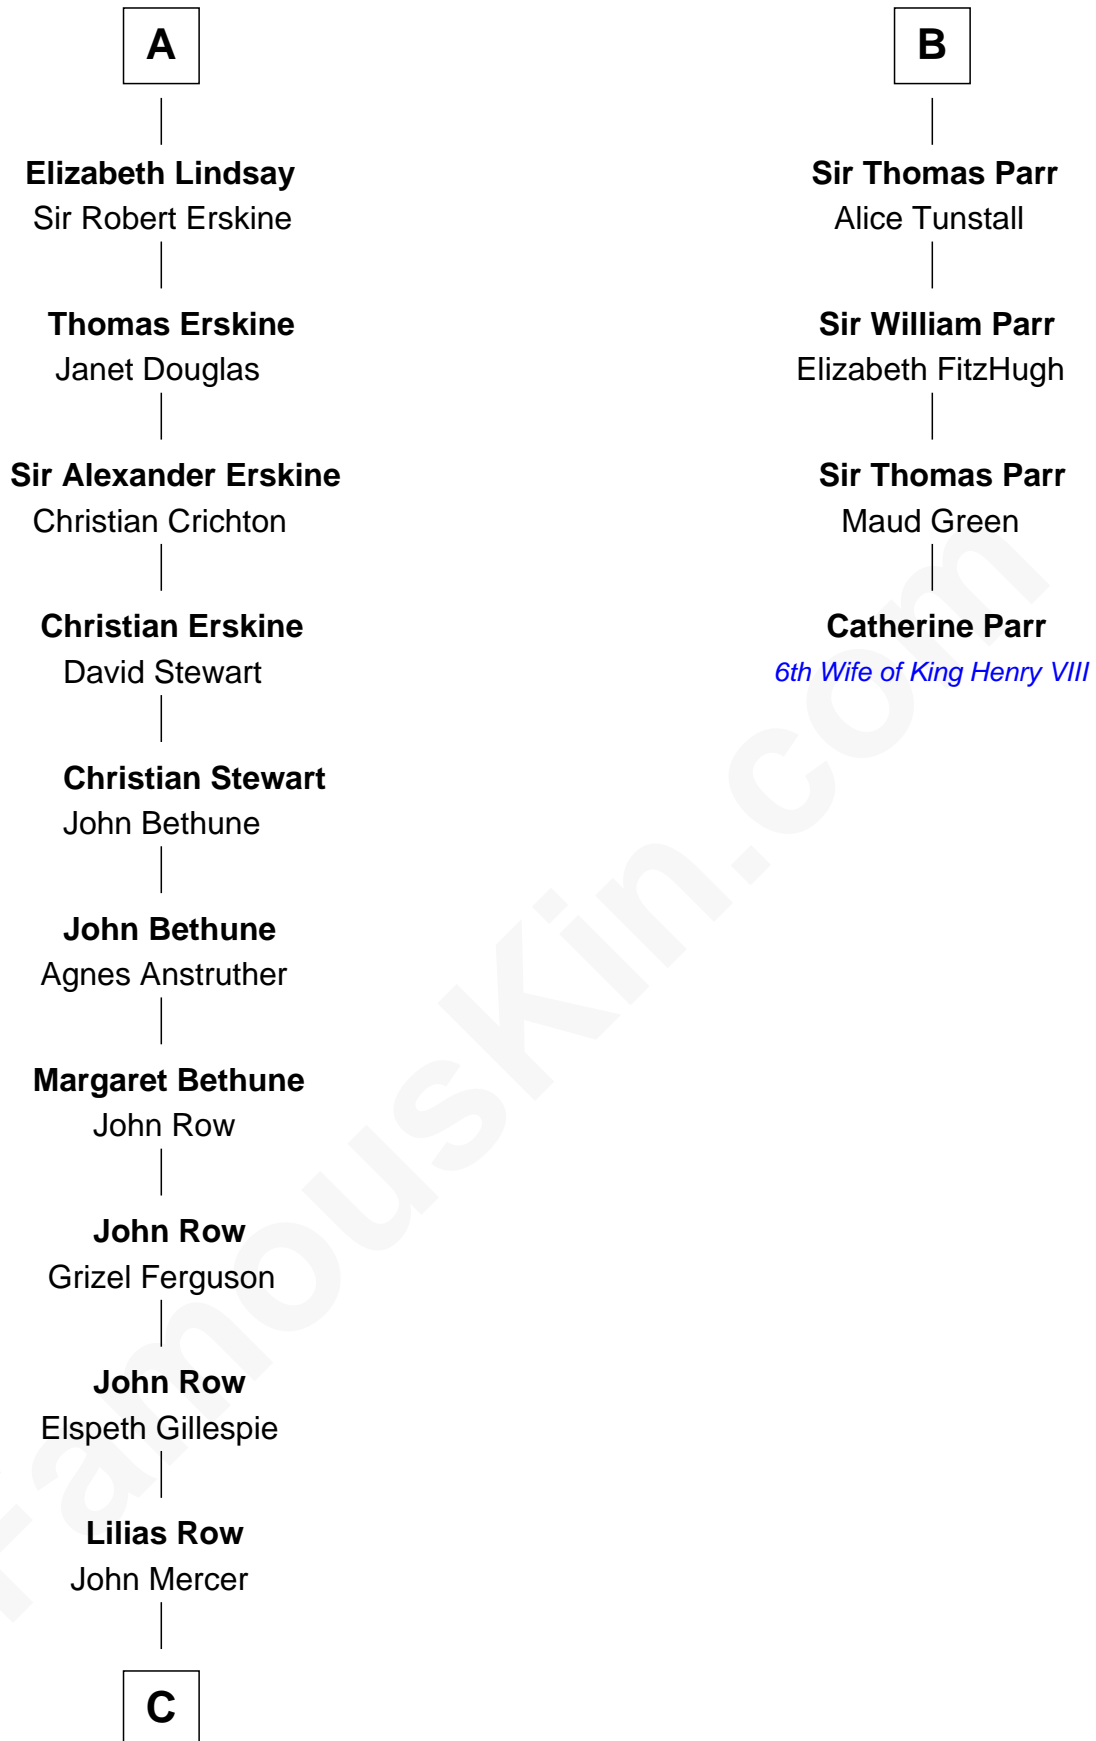 A
Elizabeth Lindsay
Sir Robert Erskine
Thomas Erskine
Janet Douglas
Sir Alexander Erskine
Christian Crichton
Christian Erskine
David Stewart
Christian Stewart
John Bethune
John Bethune
Agnes Anstruther
Margaret Bethune
John Row
John Row
Grizel Ferguson
John Row
Elspeth Gillespie
Lilias Row
John Mercer
C
B
Sir Thomas Parr
Alice Tunstall
Sir William Parr
Elizabeth FitzHugh
Sir Thomas Parr
Maud Green
Catherine Parr
6th Wife of King Henry VIII
FamousKin.com